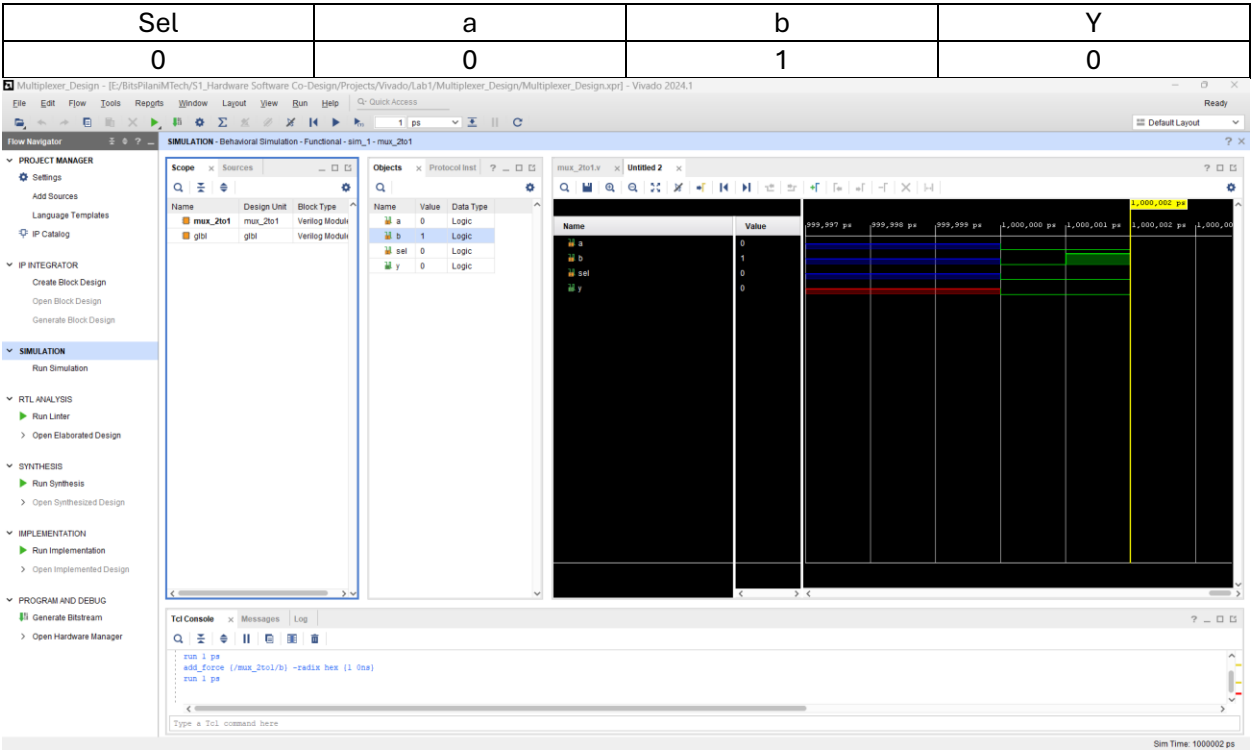 Sel a b Y
0 0 1 0
Multiplexer_Design - [E:/BitsPilaniMTech/S1_Hardware Software Co-Design/Projects/Vivado/Lab1/Multiplexer_Design/Multiplexer_Design.xpr] - Vivado 2024.1
File Edit Flow Tools Reports Window Layout View Run Help Q- Quick Access Ready
1 ps Default Layout
Flow Navigator SIMULATION - Behavioral Simulation - Functional - sim_1 - mux_2to1
PROJECT MANAGER
Settings
Add Sources
Language Templates
IP Catalog
IP INTEGRATOR
Create Block Design
Open Block Design
Generate Block Design
SIMULATION
Run Simulation
RTL ANALYSIS
Run Linter
Open Elaborated Design
SYNTHESIS
Run Synthesis
Open Synthesized Design
IMPLEMENTATION
Run Implementation
Open Implemented Design
PROGRAM AND DEBUG
Generate Bitstream
Open Hardware Manager
Scope Sources
Name Design Unit Block Type
mux_2to1 mux_2to1 Verilog Module
glbl glbl Verilog Module
Objects Protocol Inst
Name Value Data Type
a 0 Logic
b 1 Logic
sel 0 Logic
y 0 Logic
mux_2to1.v Untitled 2
1,000,002 ps
Name Value 999,997 ps 999,998 ps 999,999 ps 1,000,000 ps 1,000,001 ps 1,000,002 ps 1,000,00
a 0
b 1
sel 0
y 0
Tcl Console Messages Log
run 1 ps
add_force {/mux_2to1/b} -radix hex {1 0ns}
run 1 ps
Type a Tcl command here
Sim Time: 1000002 ps